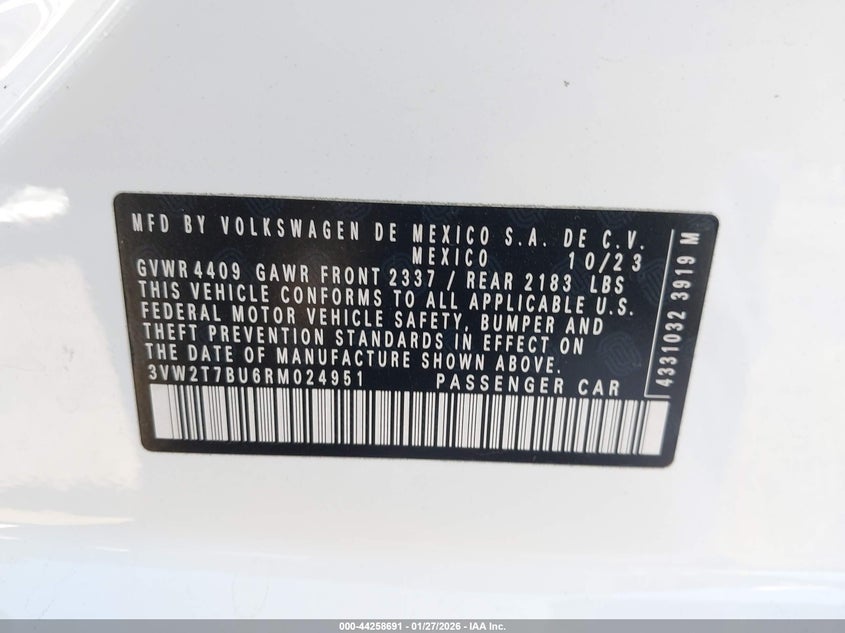 MFD BY VOLKSWAGEN DE MEXICO S.A. DE C.V.
MEXICO 10/23
GVWR 4409 GAWR FRONT 2337 / REAR 2183 LBS
THIS VEHICLE CONFORMS TO ALL APPLICABLE U.S.
FEDERAL MOTOR VEHICLE SAFETY, BUMPER AND
THEFT PREVENTION STANDARDS IN EFFECT ON
THE DATE OF MANUFACTURE SHOWN ABOVE.
3VW2T7BU6RM024951 PASSENGER CAR
4331032 3919 M
000-44258691 - 01/27/2026 - IAA Inc.